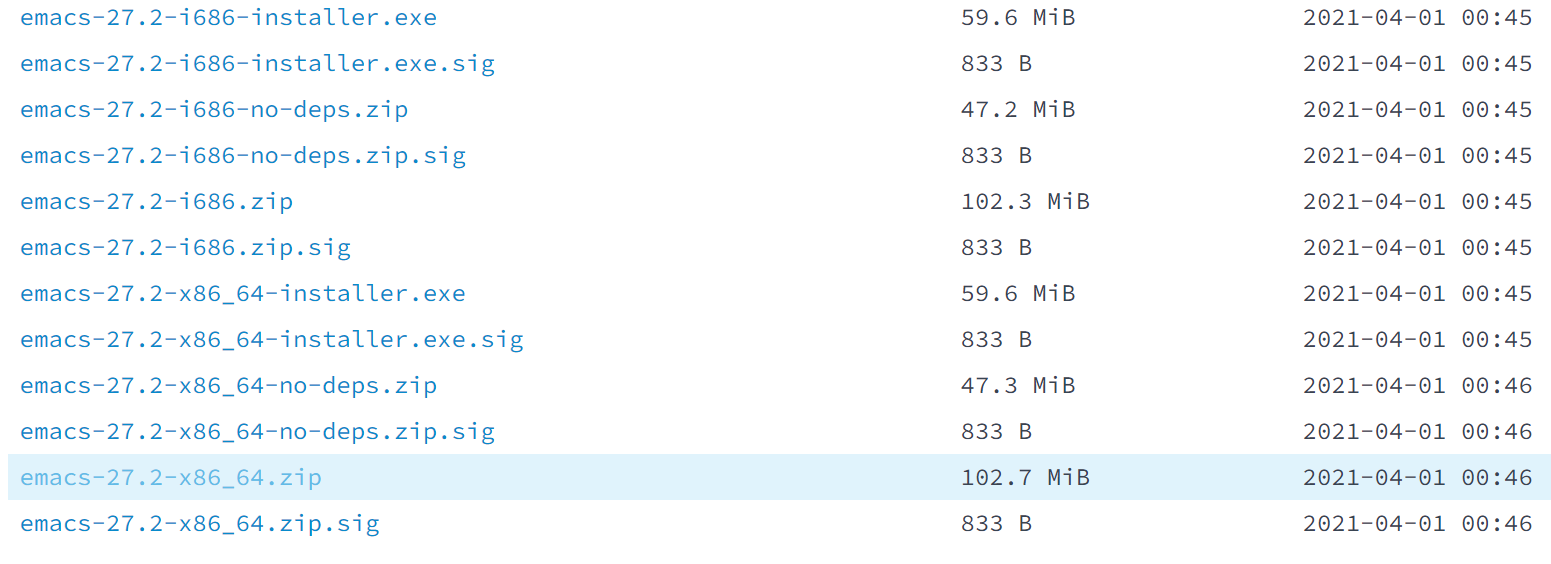 emacs-27.2-i686-installer.exe 59.6 MiB 2021-04-01 00:45
emacs-27.2-i686-installer.exe.sig 833 B 2021-04-01 00:45
emacs-27.2-i686-no-deps.zip 47.2 MiB 2021-04-01 00:45
emacs-27.2-i686-no-deps.zip.sig 833 B 2021-04-01 00:45
emacs-27.2-i686.zip 102.3 MiB 2021-04-01 00:45
emacs-27.2-i686.zip.sig 833 B 2021-04-01 00:45
emacs-27.2-x86_64-installer.exe 59.6 MiB 2021-04-01 00:45
emacs-27.2-x86_64-installer.exe.sig 833 B 2021-04-01 00:45
emacs-27.2-x86_64-no-deps.zip 47.3 MiB 2021-04-01 00:46
emacs-27.2-x86_64-no-deps.zip.sig 833 B 2021-04-01 00:46
emacs-27.2-x86_64.zip 102.7 MiB 2021-04-01 00:46
emacs-27.2-x86_64.zip.sig 833 B 2021-04-01 00:46